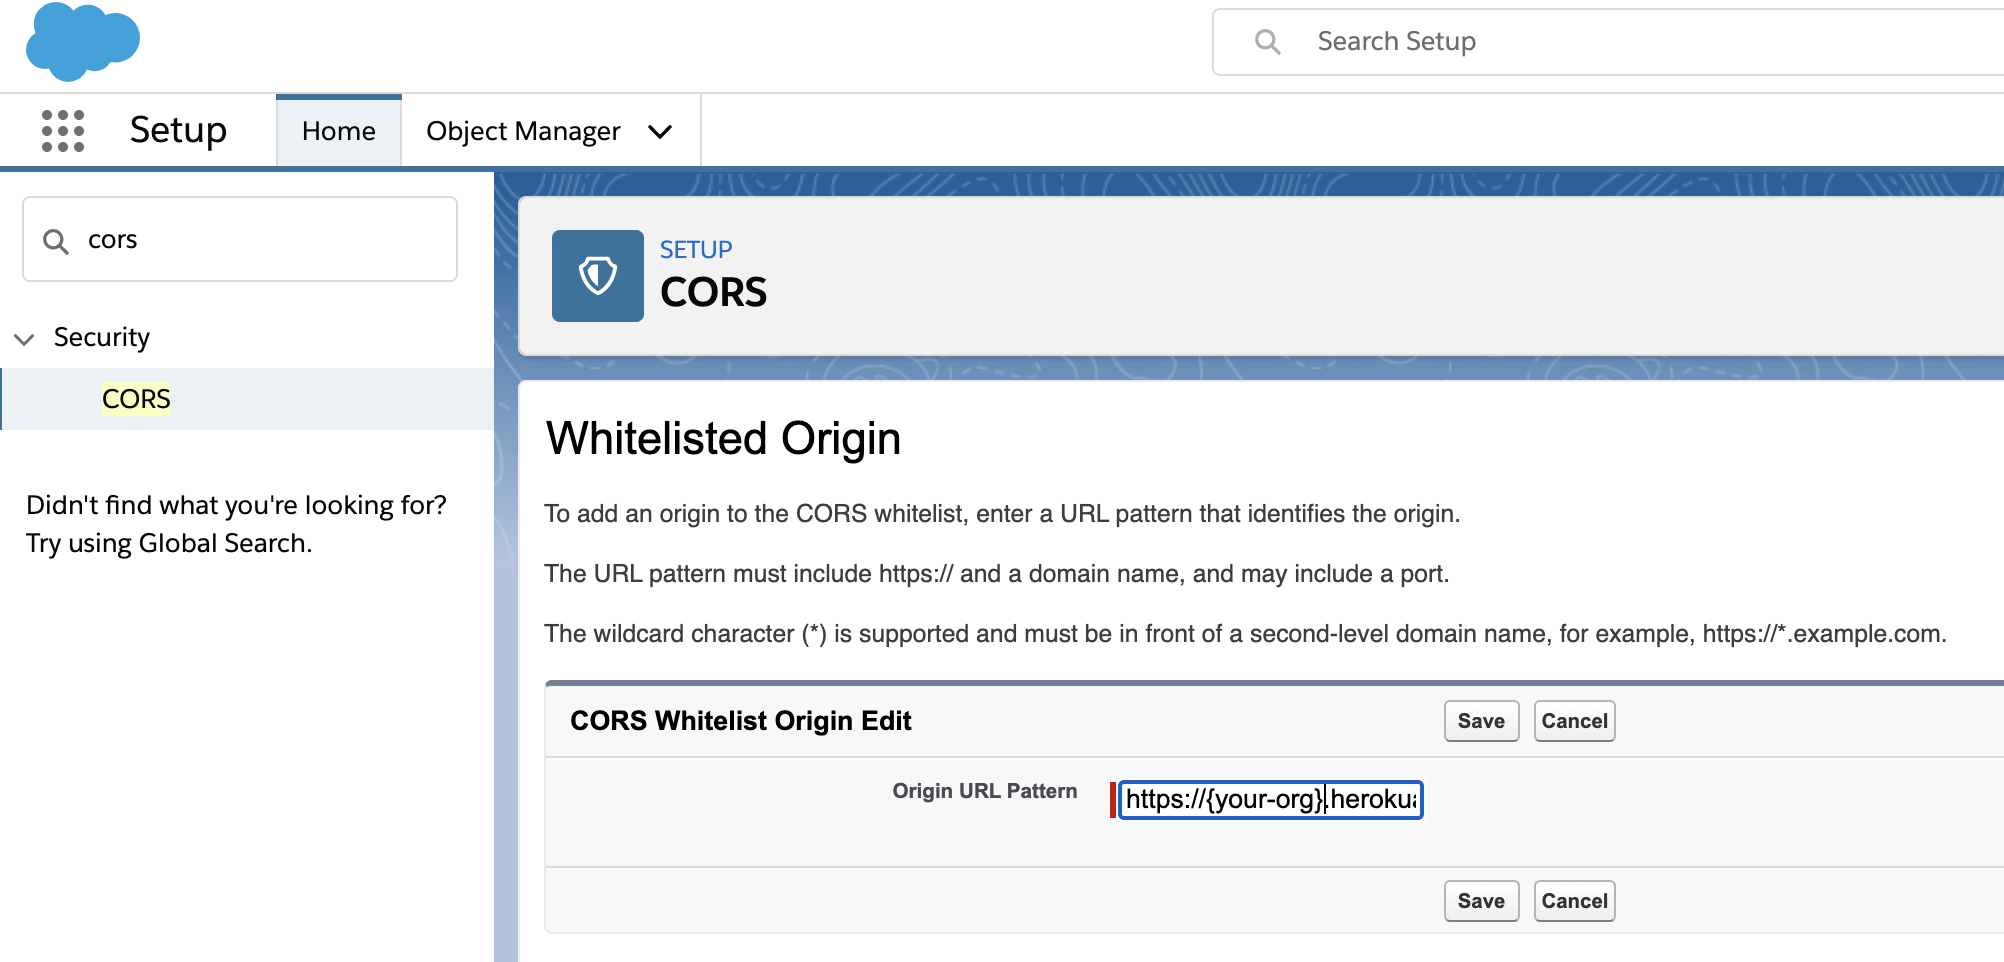 Search Setup
Setup
Home
Object Manager
cors
Security
CORS
Didn't find what you're looking for?
Try using Global Search.
SETUP
CORS
Whitelisted Origin
To add an origin to the CORS whitelist, enter a URL pattern that identifies the origin.
The URL pattern must include https:// and a domain name, and may include a port.
The wildcard character (*) is supported and must be in front of a second-level domain name, for example, https://*.example.com.
CORS Whitelist Origin Edit
Save
Cancel
Origin URL Pattern
https://{your-org}.heroku
Save
Cancel